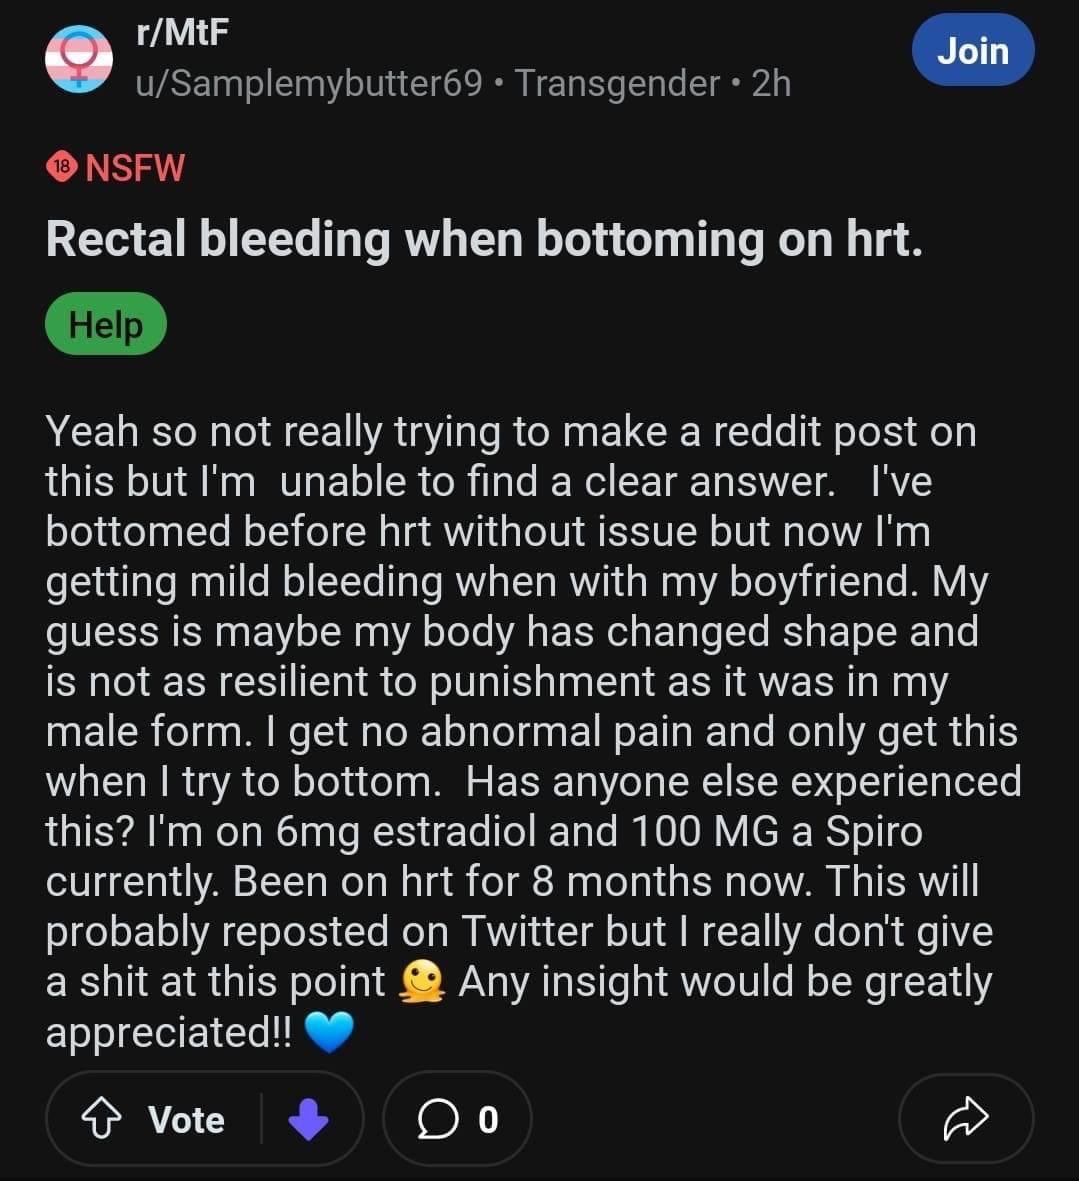 r/MtF
Join
u/Samplemybutter69 • Transgender • 2h
18 NSFW
Rectal bleeding when bottoming on hrt.
Help
Yeah so not really trying to make a reddit post on
this but I'm  unable to find a clear answer.   I've
bottomed before hrt without issue but now I'm
getting mild bleeding when with my boyfriend. My
guess is maybe my body has changed shape and
is not as resilient to punishment as it was in my
male form. I get no abnormal pain and only get this
when I try to bottom.  Has anyone else experienced
this? I'm on 6mg estradiol and 100 MG a Spiro
currently. Been on hrt for 8 months now. This will
probably reposted on Twitter but I really don't give
a shit at this point 🫠 Any insight would be greatly
appreciated!! 💙
Vote
0